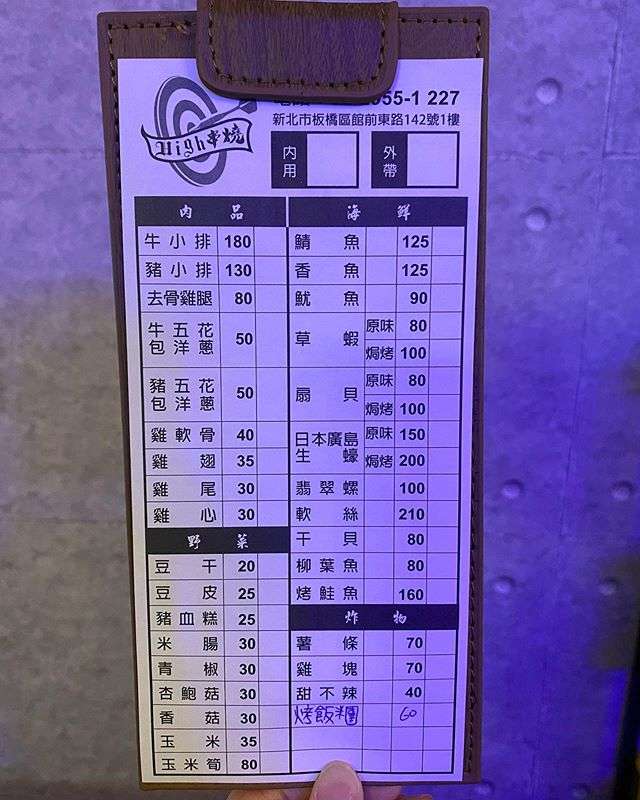 055-1 227
新北市板橋區館前東路142號1樓
High串燒
內用
外帶
肉品
牛小排 180
豬小排 130
去骨雞腿 80
牛五花
包洋蔥 50
豬五花
包洋蔥 50
雞軟骨 40
雞翅 35
雞尾 30
雞心 30
野菜
豆干 20
豆皮 25
豬血糕 25
米腸 30
青椒 30
杏鮑菇 30
香菇 30
玉米 35
玉米筍 80
海鮮
鯖魚 125
香魚 125
魷魚 90
草蝦 原味 80
焗烤 100
扇貝 原味 80
焗烤 100
日本廣島
生蠔 原味 150
焗烤 200
翡翠螺 100
軟絲 210
干貝 80
柳葉魚 80
烤鮭魚 160
炸物
薯條 70
雞塊 70
甜不辣 40
烤飯糰 60